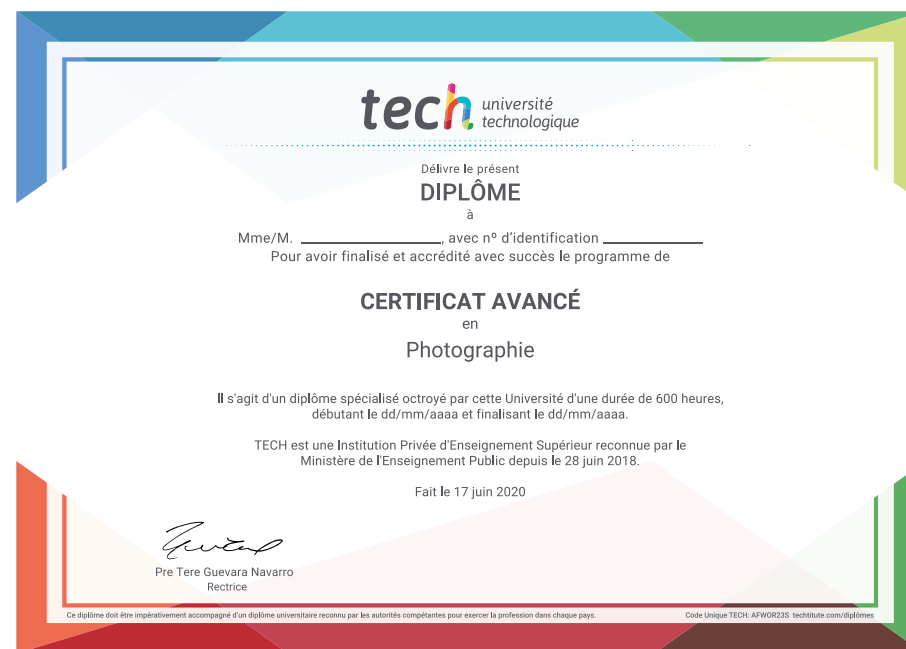 tech université
technologique
Délivre le présent
DIPLÔME
à
Mme/M. ____________________, avec nº d'identification ______________
Pour avoir finalisé et accrédité avec succès le programme de
CERTIFICAT AVANCÉ
en
Photographie
Il s'agit d'un diplôme spécialisé octroyé par cette Université d'une durée de 600 heures,
débutant le dd/mm/aaaa et finalisant le dd/mm/aaaa.
TECH est une Institution Privée d'Enseignement Supérieur reconnue par le
Ministère de l'Enseignement Public depuis le 28 juin 2018.
Fait le 17 juin 2020
Pre Tere Guevara Navarro
Rectrice
Ce diplôme doit être impérativement accompagné d'un diplôme universitaire reconnu par les autorités compétentes pour exercer la profession dans chaque pays.
Code Unique TECH: AFWOR23S techtitute.com/diplômes